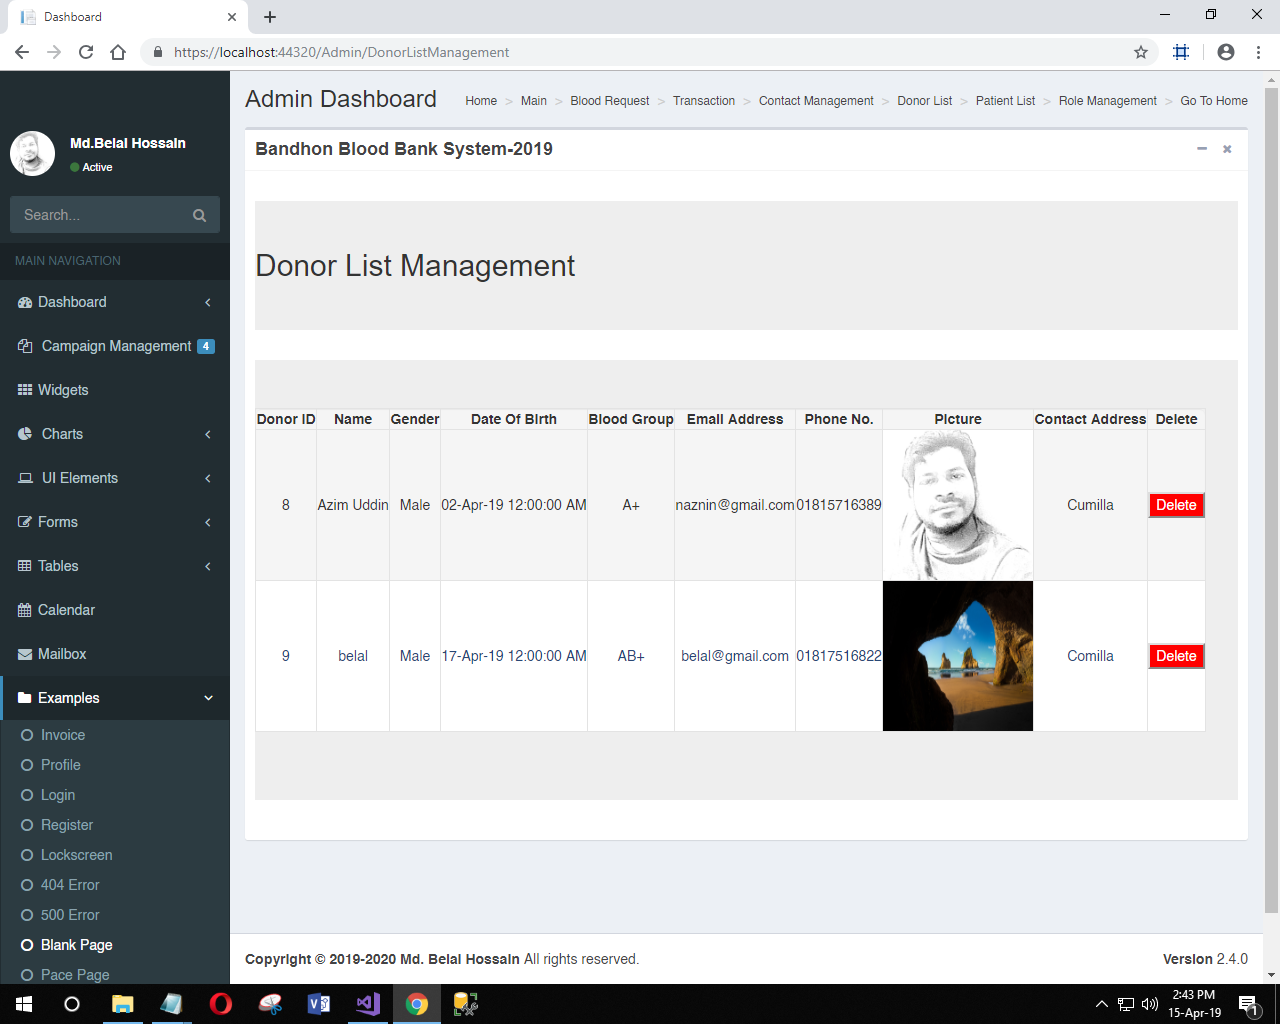 Dashboard
https://localhost:44320/Admin/DonorListManagement
Md.Belal Hossain
Active
Search...
MAIN NAVIGATION
Dashboard
Campaign Management 4
Widgets
Charts
UI Elements
Forms
Tables
Calendar
Mailbox
Examples
Invoice
Profile
Login
Register
Lockscreen
404 Error
500 Error
Blank Page
Pace Page
Admin Dashboard
Home > Main > Blood Request > Transaction > Contact Management > Donor List > Patient List > Role Management > Go To Home
Bandhon Blood Bank System-2019
Donor List Management
Donor ID Name Gender Date Of Birth Blood Group Email Address Phone No. Picture Contact Address Delete
8 Azim Uddin Male 02-Apr-19 12:00:00 AM A+ naznin@gmail.com 01815716389 Cumilla Delete
9 belal Male 17-Apr-19 12:00:00 AM AB+ belal@gmail.com 01817516822 Comilla Delete
Copyright © 2019-2020 Md. Belal Hossain All rights reserved.
Version 2.4.0
2:43 PM
15-Apr-19
1